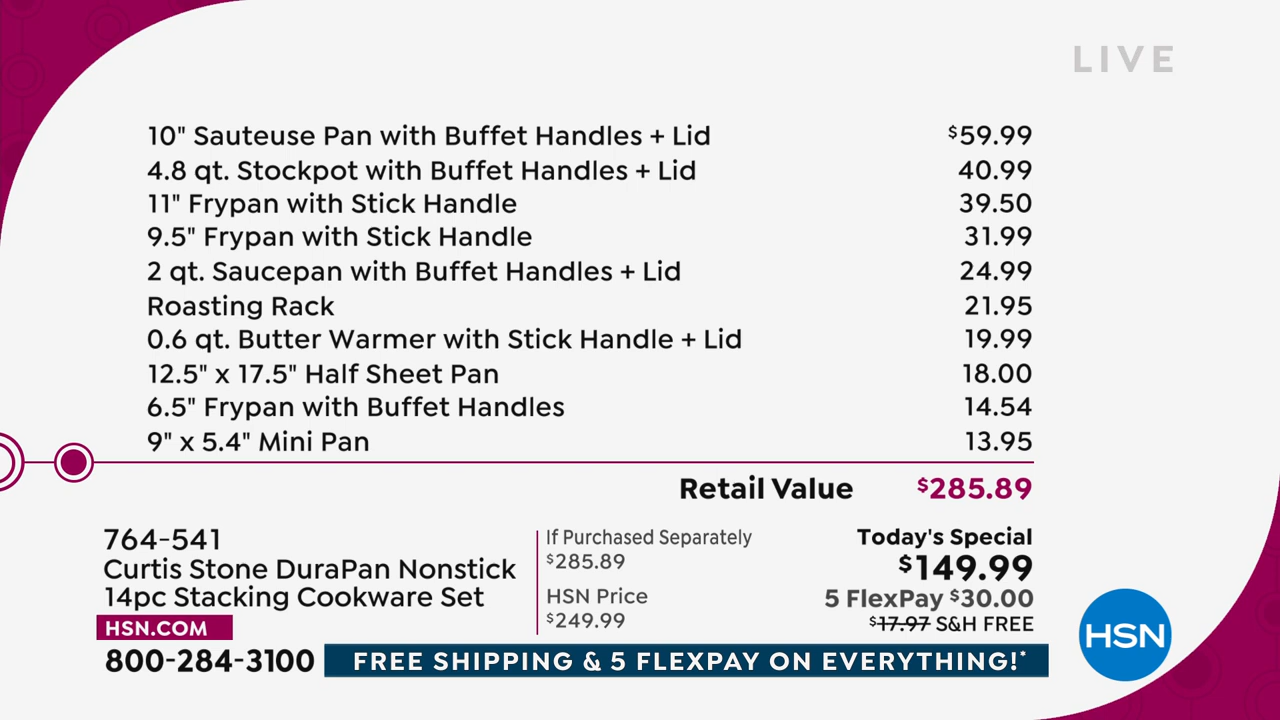 LIVE
10" Sauteuse Pan with Buffet Handles + Lid $59.99
4.8 qt. Stockpot with Buffet Handles + Lid 40.99
11" Frypan with Stick Handle 39.50
9.5" Frypan with Stick Handle 31.99
2 qt. Saucepan with Buffet Handles + Lid 24.99
Roasting Rack 21.95
0.6 qt. Butter Warmer with Stick Handle + Lid 19.99
12.5" x 17.5" Half Sheet Pan 18.00
6.5" Frypan with Buffet Handles 14.54
9" x 5.4" Mini Pan 13.95
Retail Value $285.89
764-541
Curtis Stone DuraPan Nonstick
14pc Stacking Cookware Set
HSN.COM
800-284-3100
If Purchased Separately
$285.89
HSN Price
$249.99
Today's Special
$149.99
5 FlexPay $30.00
$17.97 S&H FREE
FREE SHIPPING & 5 FLEXPAY ON EVERYTHING!*
HSN